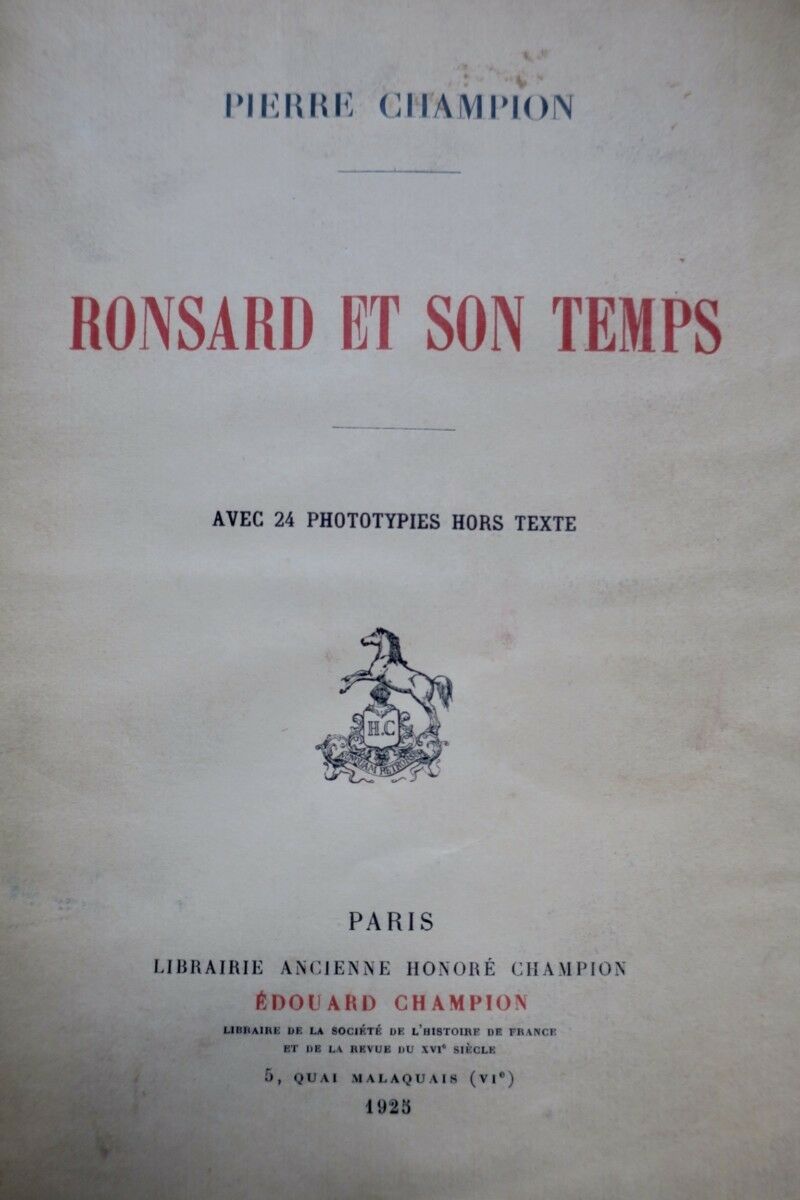 PIERRE CHAMPION
RONSARD ET SON TEMPS
AVEC 24 PHOTOTYPIES HORS TEXTE
H.C
PARIS
LIBRAIRIE ANCIENNE HONORÉ CHAMPION
ÉDOUARD CHAMPION
LIBRAIRE DE LA SOCIÉTÉ DE L'HISTOIRE DE FRANCE
ET DE LA REVUE DU XVIᵉ SIÈCLE
5, QUAI MALAQUAIS (VIᵉ)
1925